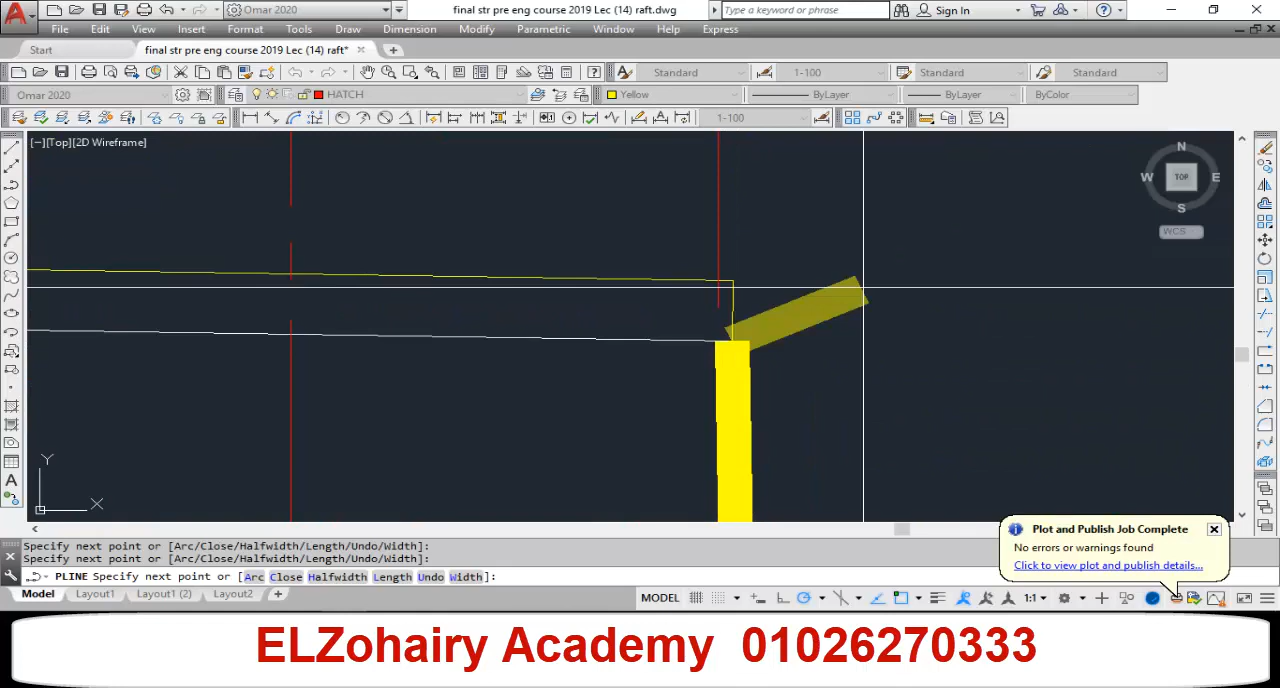 Omar 2020
final str pre eng course 2019 Lec (14) raft.dwg
Type a keyword or phrase
Sign In
File Edit View Insert Format Tools Draw Dimension Modify Parametric Window Help Express
Start
final str pre eng course 2019 Lec (14) raft*
Standard
1-100
Standard
Standard
Omar 2020
HATCH
Yellow
ByLayer
ByLayer
ByColor
1-100
[−][Top][2D Wireframe]
N
W TOP E
S
WCS
Y
X
Plot and Publish Job Complete
No errors or warnings found
Click to view plot and publish details...
Specify next point or [Arc/Close/Halfwidth/Length/Undo/Width]:
Specify next point or [Arc/Close/Halfwidth/Length/Undo/Width]:
PLINE Specify next point or [Arc Close Halfwidth Length Undo Width]:
Model Layout1 Layout1 (2) Layout2 +
MODEL
1:1
ELZohairy Academy 01026270333